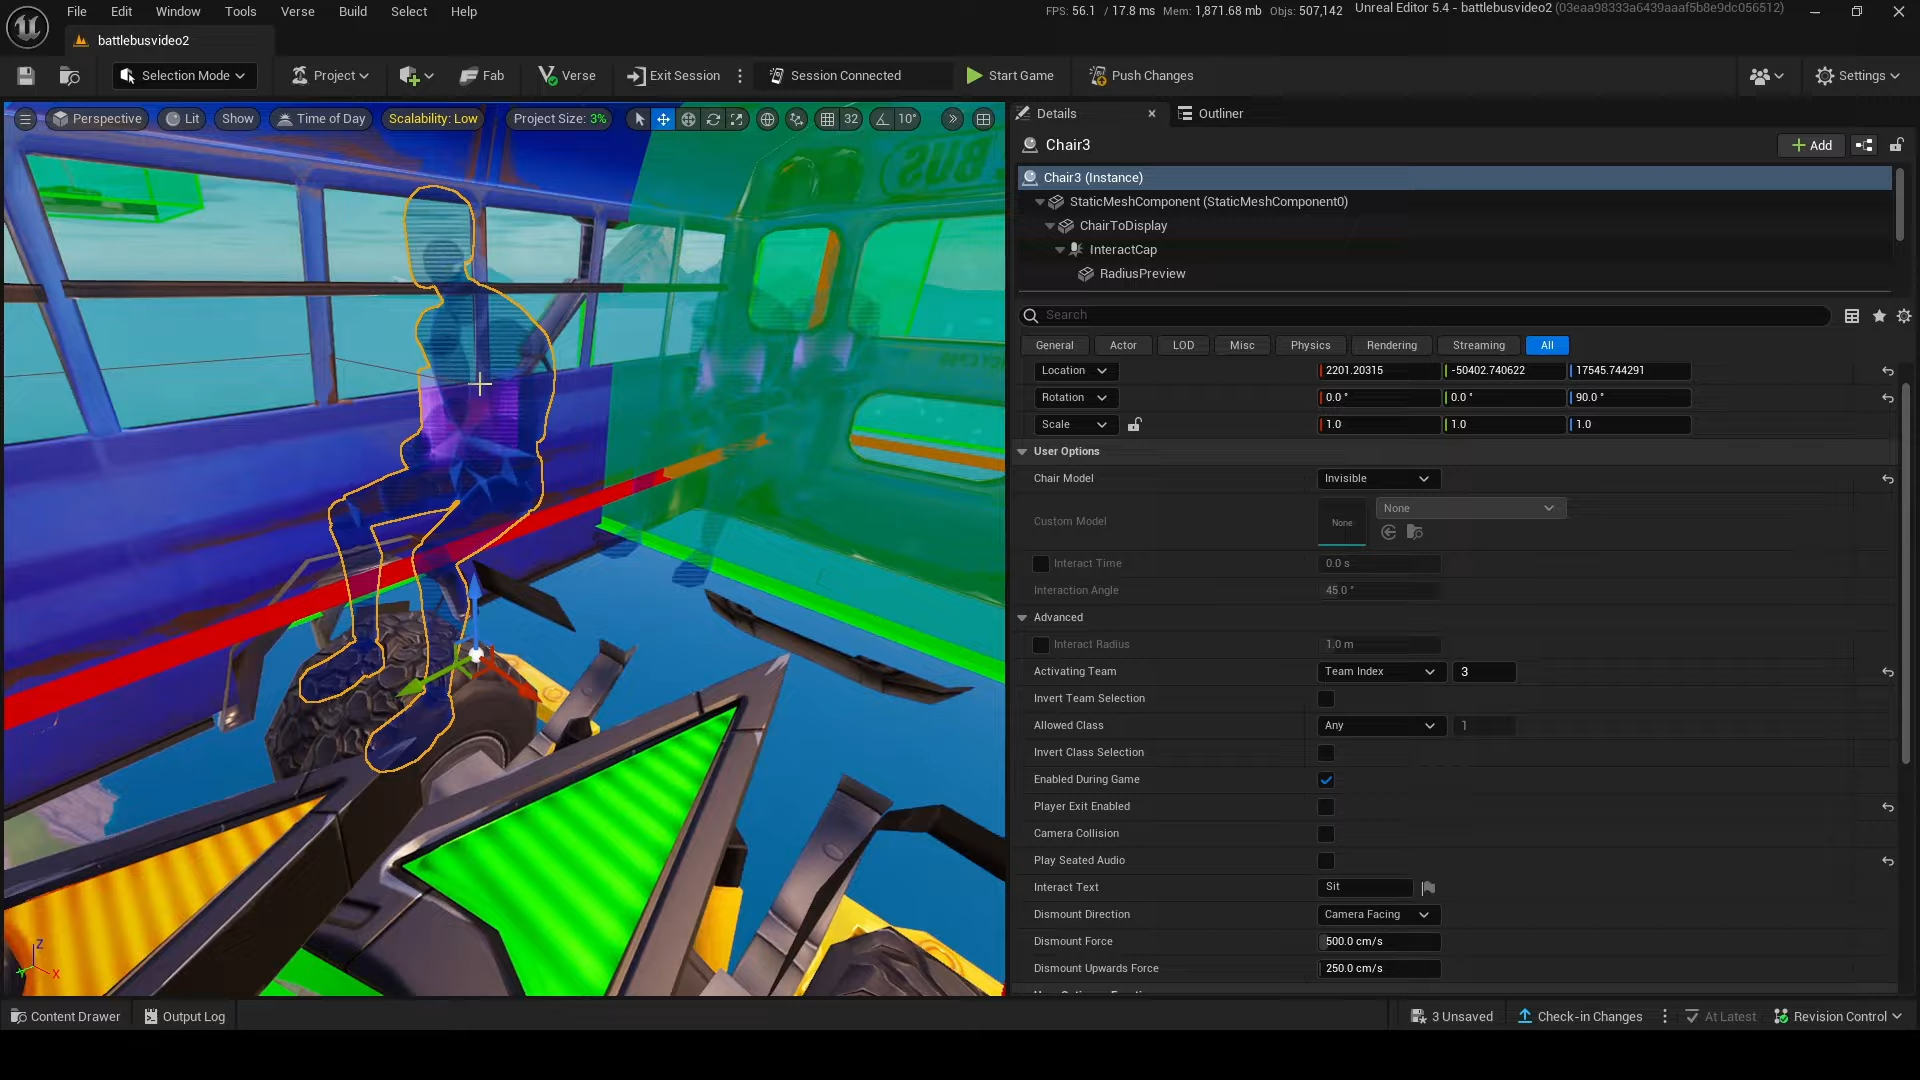 File Edit Window Tools Verse Build Select Help
FPS: 56.1 / 17.8 ms Mem: 1,871.68 mb Objs: 507,142 Unreal Editor 5.4 - battlebusvideo2 (03eaa98333a6439aaaf5b8e9dc056512)
battlebusvideo2
Selection Mode Project Fab Verse Exit Session Session Connected Start Game Push Changes Settings
Perspective Lit Show Time of Day Scalability: Low Project Size: 3% 32 10°
Details Outliner
Chair3
Add
Chair3 (Instance)
StaticMeshComponent (StaticMeshComponent0)
ChairToDisplay
InteractCap
RadiusPreview
Search
General Actor LOD Misc Physics Rendering Streaming All
Location 2201.20315 -50402.740622 17545.744291
Rotation 0.0 ° 0.0 ° 90.0 °
Scale 1.0 1.0 1.0
User Options
Chair Model Invisible
Custom Model None None
Interact Time 0.0 s
Interaction Angle 45.0 °
Advanced
Interact Radius 1.0 m
Activating Team Team Index 3
Invert Team Selection
Allowed Class Any 1
Invert Class Selection
Enabled During Game
Player Exit Enabled
Camera Collision
Play Seated Audio
Interact Text Sit
Dismount Direction Camera Facing
Dismount Force 500.0 cm/s
Dismount Upwards Force 250.0 cm/s
BUS
Z
X
Content Drawer Output Log 3 Unsaved Check-in Changes At Latest Revision Control